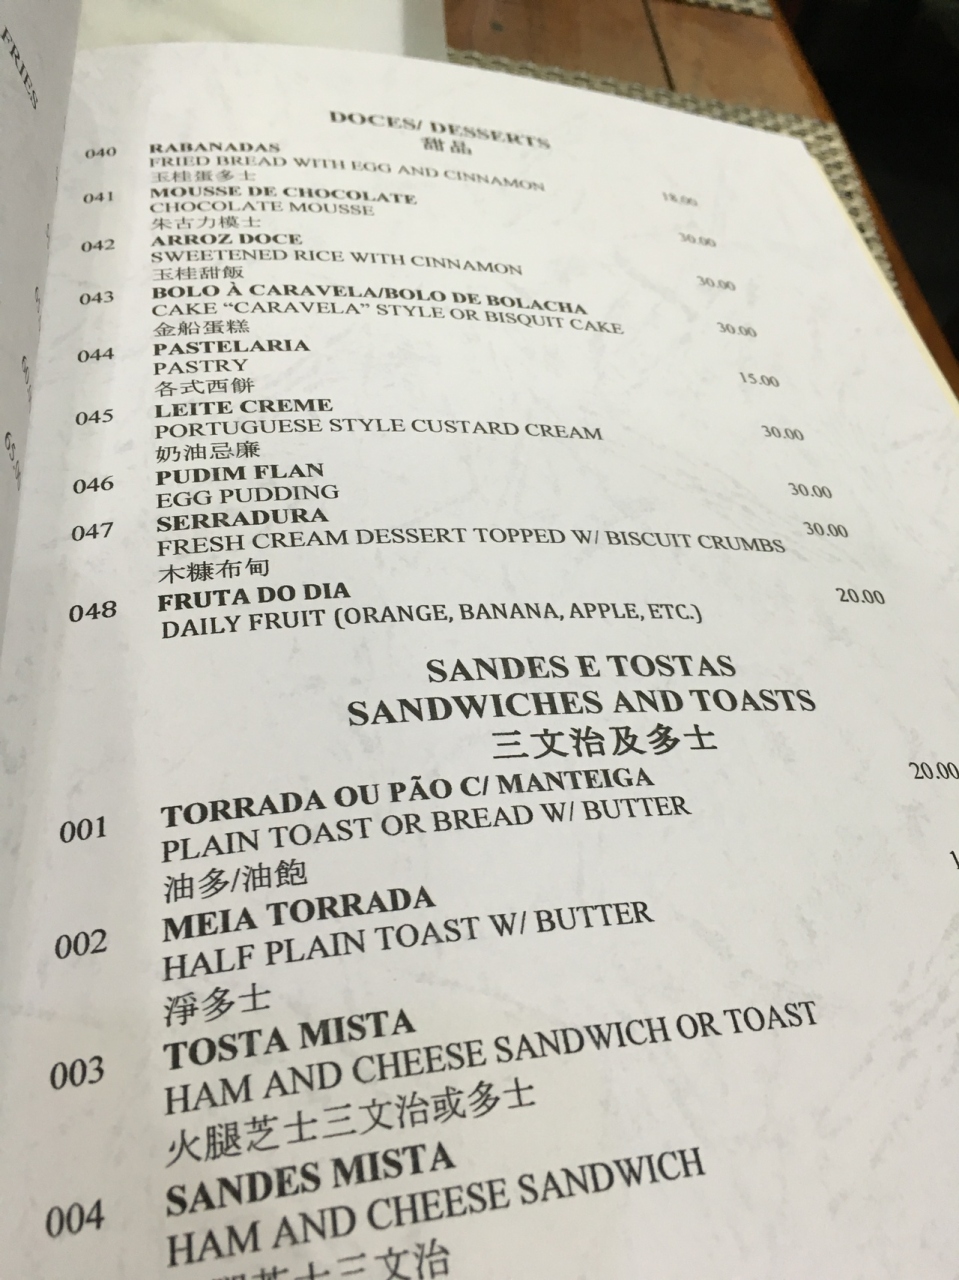 FRIES
DOCES/ DESSERTS
甜品
040 RABANADAS
FRIED BREAD WITH EGG AND CINNAMON 18.00
玉桂蛋多士
041 MOUSSE DE CHOCOLATE
CHOCOLATE MOUSSE 30.00
朱古力模士
042 ARROZ DOCE
SWEETENED RICE WITH CINNAMON 30.00
玉桂甜飯
043 BOLO À CARAVELA/BOLO DE BOLACHA
CAKE “CARAVELA” STYLE OR BISQUIT CAKE 30.00
金船蛋糕
044 PASTELARIA
PASTRY 15.00
各式西餅
045 LEITE CREME
PORTUGUESE STYLE CUSTARD CREAM 30.00
奶油忌廉
046 PUDIM FLAN
EGG PUDDING 30.00
047 SERRADURA
FRESH CREAM DESSERT TOPPED W/ BISCUIT CRUMBS 30.00
木糠布甸
048 FRUTA DO DIA
DAILY FRUIT (ORANGE, BANANA, APPLE, ETC.) 20.00
SANDES E TOSTAS
SANDWICHES AND TOASTS
三文治及多士
001 TORRADA OU PÃO C/ MANTEIGA 20.00
PLAIN TOAST OR BREAD W/ BUTTER
油多/油飽
002 MEIA TORRADA
HALF PLAIN TOAST W/ BUTTER
淨多士
003 TOSTA MISTA
HAM AND CHEESE SANDWICH OR TOAST
火腿芝士三文治或多士
004 SANDES MISTA
HAM AND CHEESE SANDWICH
腿芝士三文治